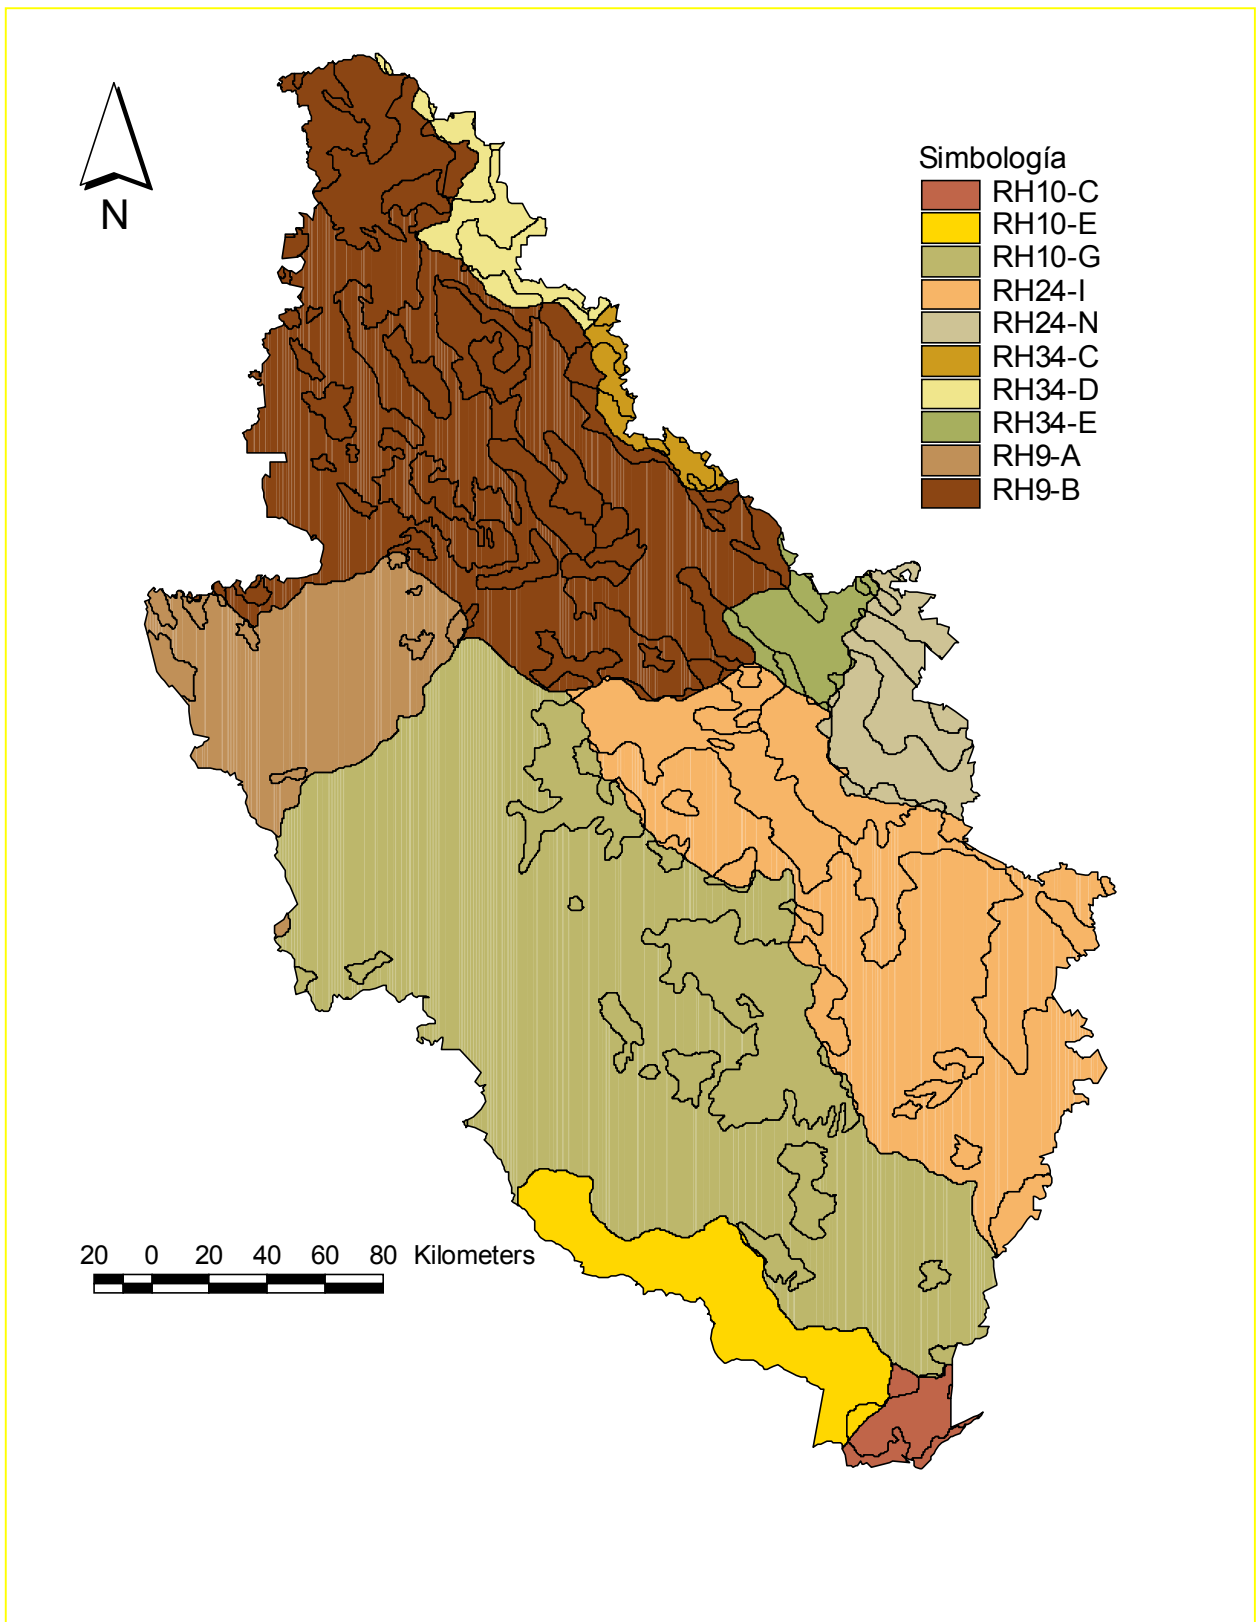 N
Simbología
RH10-C
RH10-E
RH10-G
RH24-I
RH24-N
RH34-C
RH34-D
RH34-E
RH9-A
RH9-B
20 0 20 40 60 80 Kilometers